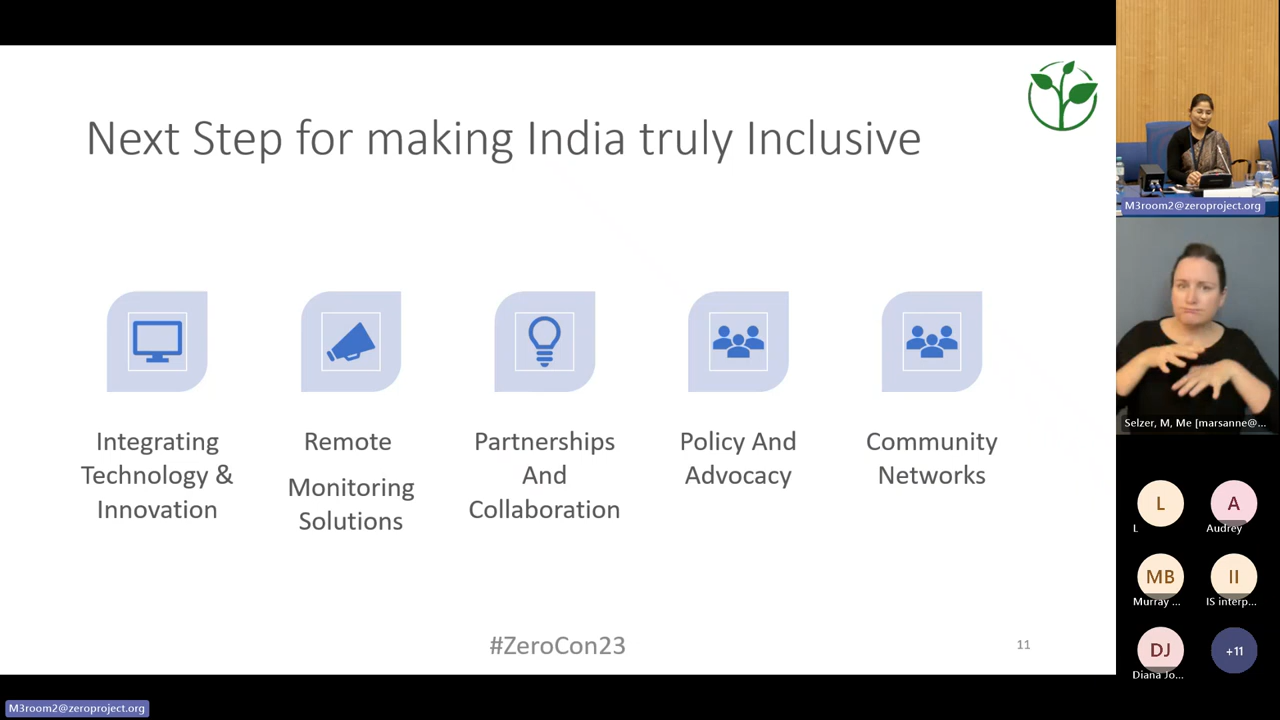 Next Step for making India truly Inclusive
Integrating
Technology &
Innovation
Remote
Monitoring
Solutions
Partnerships
And
Collaboration
Policy And
Advocacy
Community
Networks
#ZeroCon23
11
M3room2@zeroproject.org
M3room2@zeroproject.org
Selzer, M, Me [marsanne@...
L
L
A
Audrey
MB
Murray ...
II
IS interp...
DJ
Diana Jo...
+11